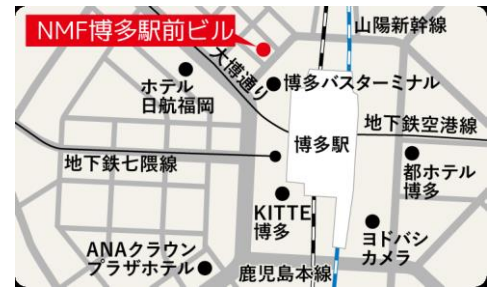 NMF博多駅前ビル
山陽新幹線
大博通り
ホテル
日航福岡
博多バスターミナル
地下鉄空港線
博多駅
地下鉄七隈線
都ホテル
博多
KITTE
博多
ヨドバシ
カメラ
ANAクラウン
プラザホテル
鹿児島本線